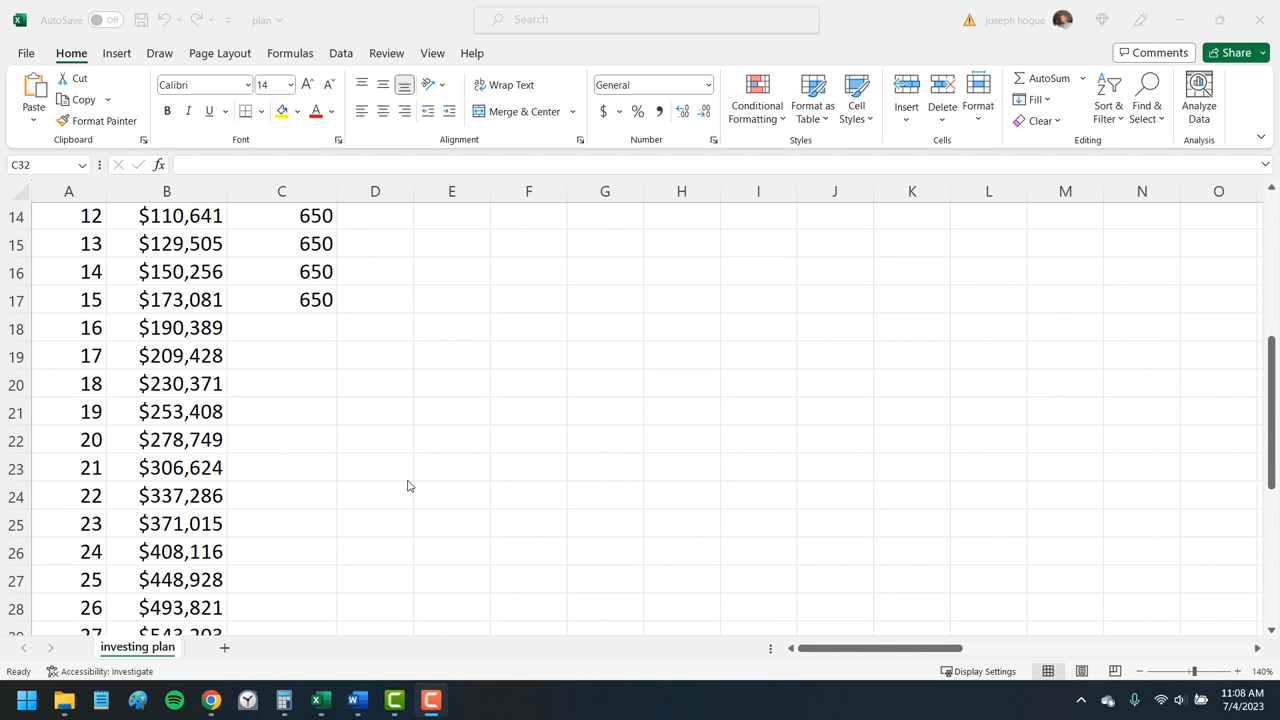 AutoSave Off plan Search joseph hogue
File Home Insert Draw Page Layout Formulas Data Review View Help Comments Share
Paste Cut Copy Format Painter Clipboard
Calibri 14 B I U A Font
Wrap Text Merge & Center Alignment
General $ % , Number
Conditional Formatting Format as Table Cell Styles Styles
Insert Delete Format Cells
AutoSum Fill Clear Sort & Filter Find & Select Editing
Analyze Data Analysis
C32 fx
A B C D E F G H I J K L M N O
14 12 $110,641 650
15 13 $129,505 650
16 14 $150,256 650
17 15 $173,081 650
18 16 $190,389
19 17 $209,428
20 18 $230,371
21 19 $253,408
22 20 $278,749
23 21 $306,624
24 22 $337,286
25 23 $371,015
26 24 $408,116
27 25 $448,928
28 26 $493,821
29 27 $543,203
investing plan
Ready Accessibility: Investigate Display Settings 140%
11:08 AM
7/4/2023